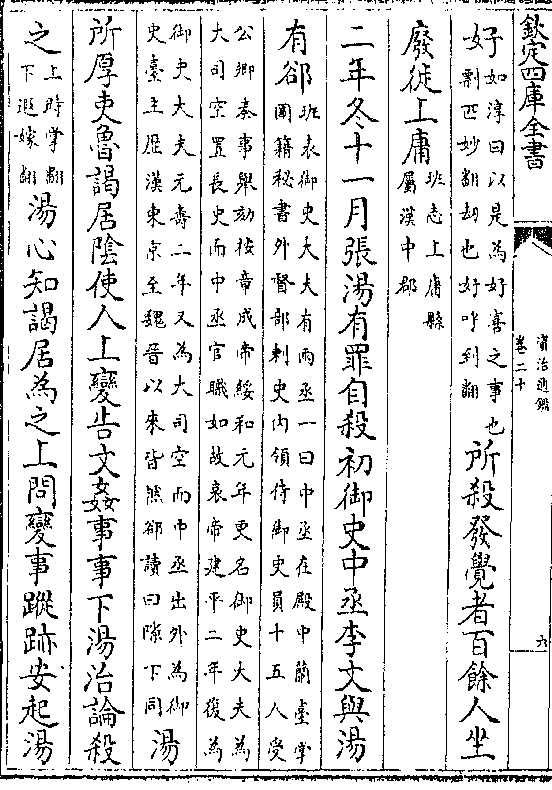 欽定四庫全書
資治通鑑
卷二十
六
好如淳曰以是為好喜之事也
剽匹妙翻刼也好呼到翻
所殺發覺者百餘人坐
廢徙上庸班志上庸縣
屬漢中郡
二年冬十一月張湯有罪自殺初御史中丞李文與湯
有郤班表御史大夫有兩丞一曰中丞在殿中蘭臺掌
圖籍秘書外督部刺史内領侍御史員十五人受
公卿奏事舉劾按章成帝綏和元年更名御史大夫為
大司空置長史而中丞官職如故哀帝建平二年復為
御史大夫元壽二年又為大司空而中丞出外為御
史臺主歴漢東京至魏晉以來皆然郤讀曰隙下同
湯
所厚吏魯謁居陰使人上變告文姦事事下湯治論殺
之上時掌翻
下遐嫁翻
湯心知謁居為之上問變事蹤跡安起湯